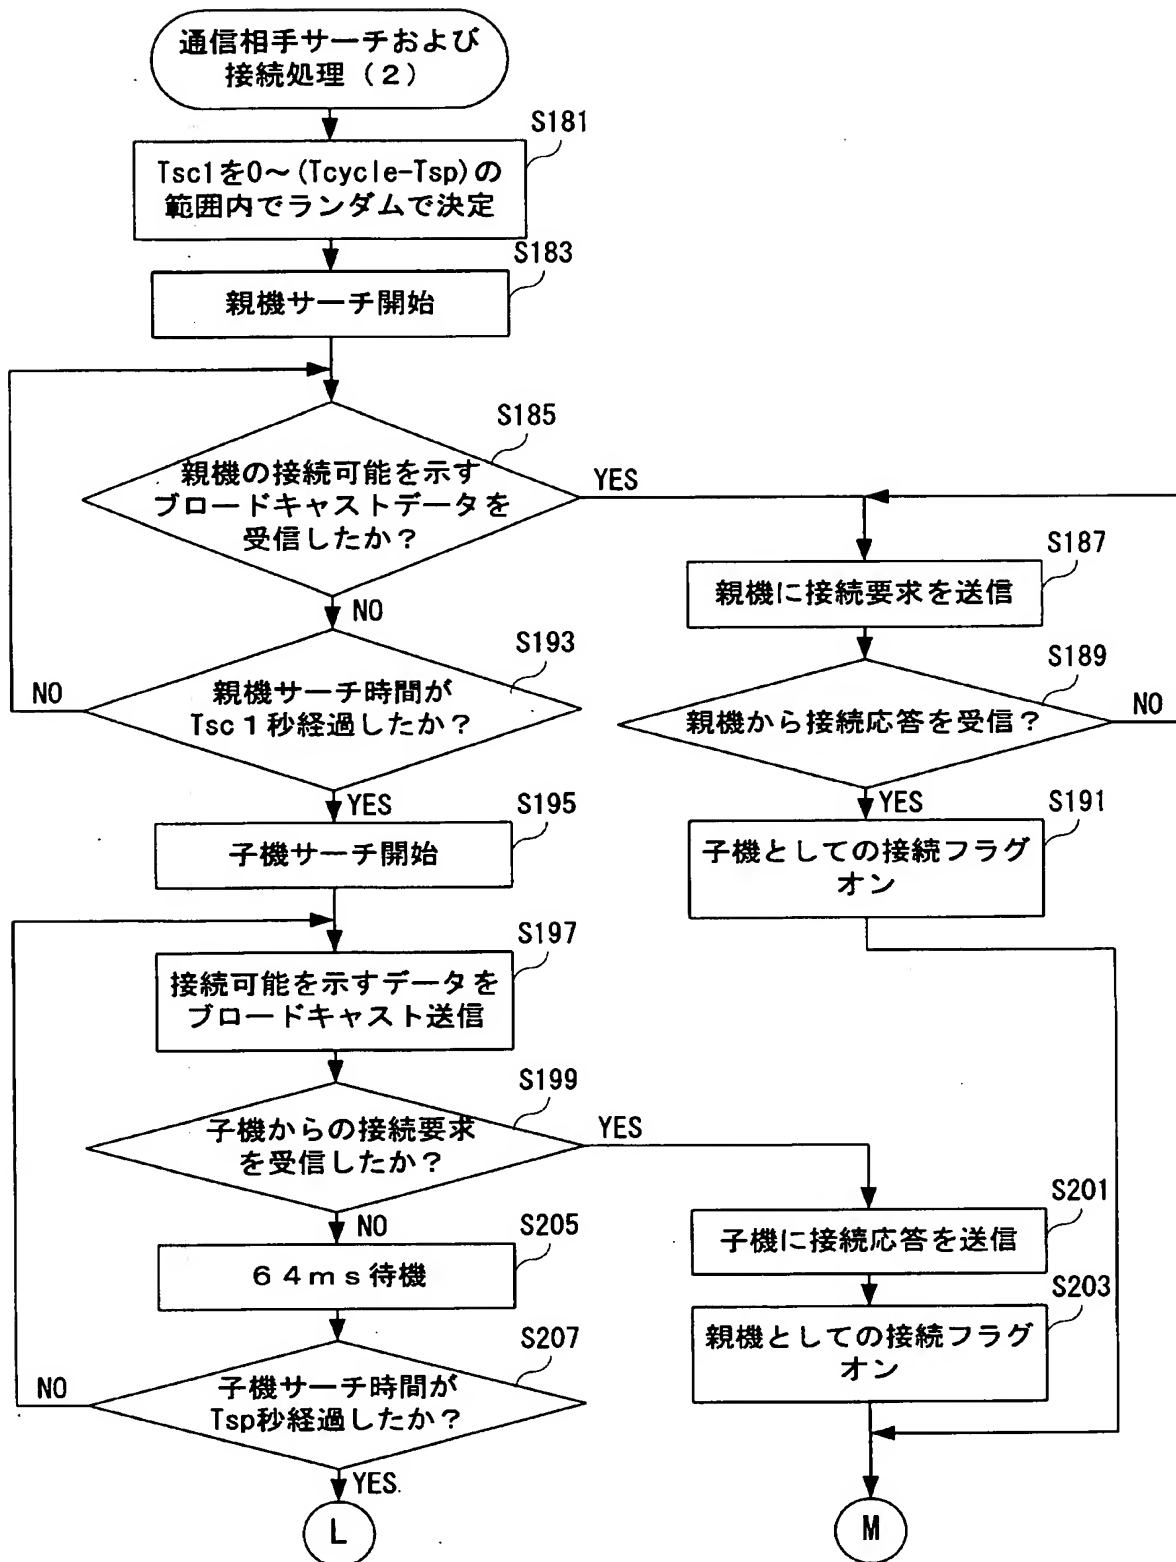 通信相手サーチおよび
接続処理(2)
S181
Tsc1を0～(Tcycle-Tsp)の
範囲内でランダムで決定
S183
親機サーチ開始
S185
親機の接続可能を示す
ブロードキャストデータを
受信したか？
YES
NO
S187
親機に接続要求を送信
S189
親機から接続応答を受信？
NO
YES
S191
子機としての接続フラグ
オン
S193
親機サーチ時間が
Tsc1秒経過したか？
NO
YES
S195
子機サーチ開始
S197
接続可能を示すデータを
ブロードキャスト送信
S199
子機からの接続要求
を受信したか？
YES
NO
S201
子機に接続応答を送信
S203
親機としての接続フラグ
オン
S205
64ms待機
S207
子機サーチ時間が
Tsp秒経過したか？
NO
YES
L
M